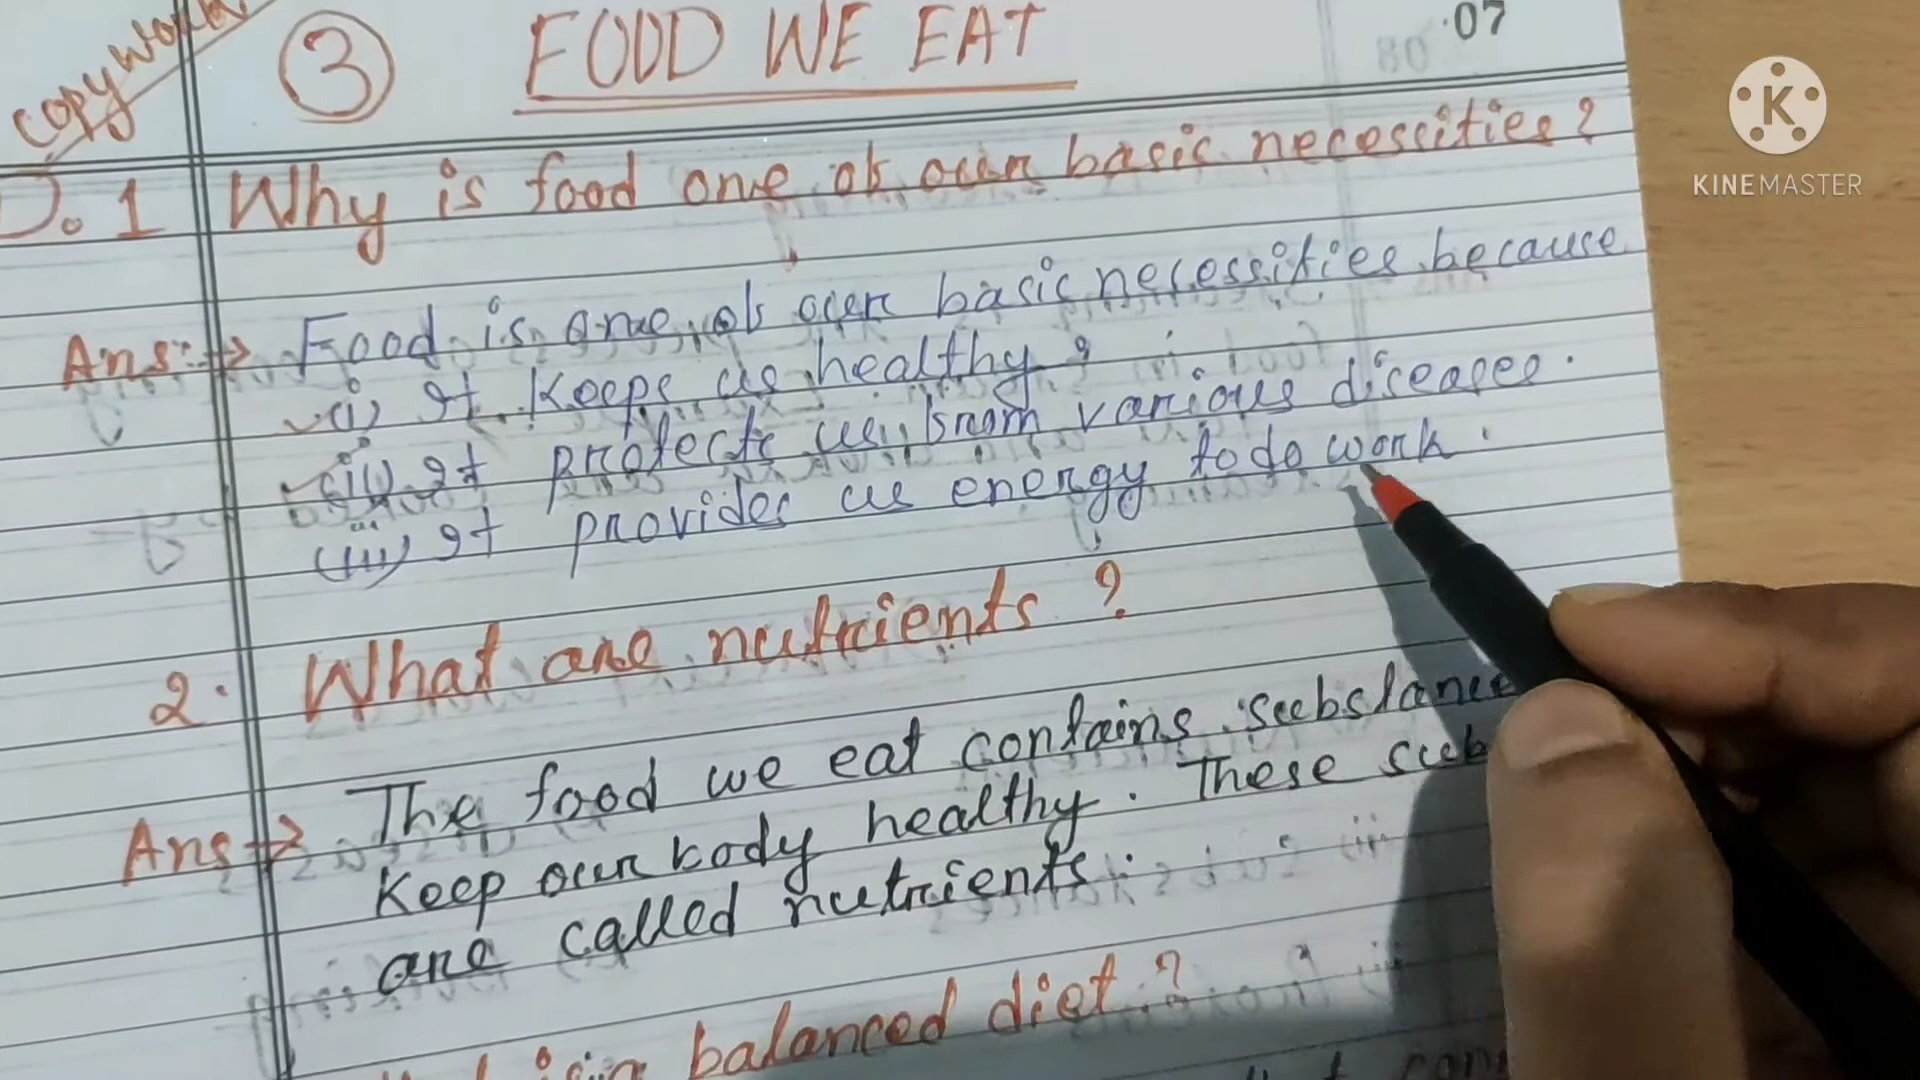 copy work
3 FOOD WE EAT
07
KINEMASTER
D. 1 Why is food one of our basic necessities?
Ans:→ Food is one of our basic necessities because
(i) It keeps us healthy
(ii) It protects us from various diseases.
(iii) It provides us energy to do work.
2. What are nutrients?
Ans→ The food we eat contains
keep our body healthy. These
are called nutrients.
balanced diet?